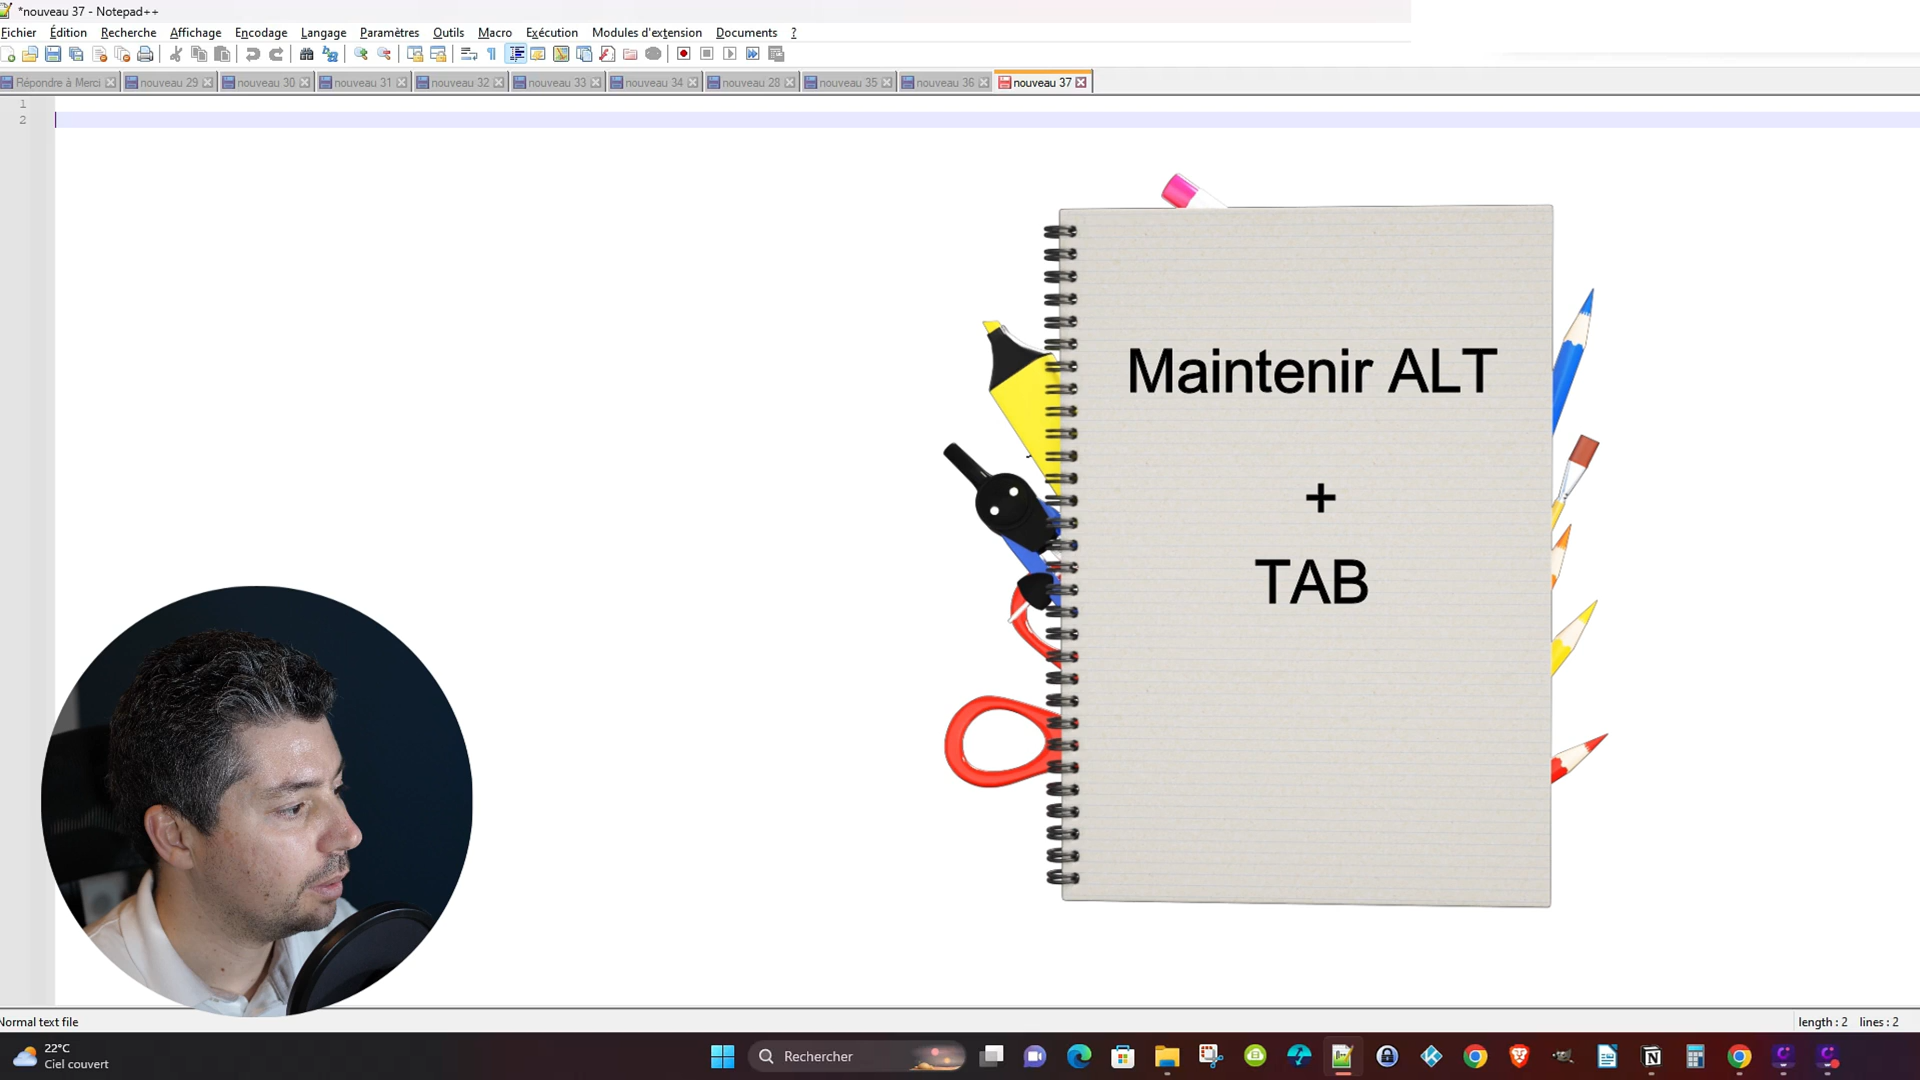 *nouveau 37 - Notepad++
Fichier Édition Recherche Affichage Encodage Langage Paramètres Outils Macro Exécution Modules d'extension Documents ?
Répondre à Merci nouveau 29 nouveau 30 nouveau 31 nouveau 32 nouveau 33 nouveau 34 nouveau 28 nouveau 35 nouveau 36 nouveau 37
1
2
Maintenir ALT
+
TAB
Normal text file length : 2 lines : 2
22°C
Ciel couvert
Rechercher